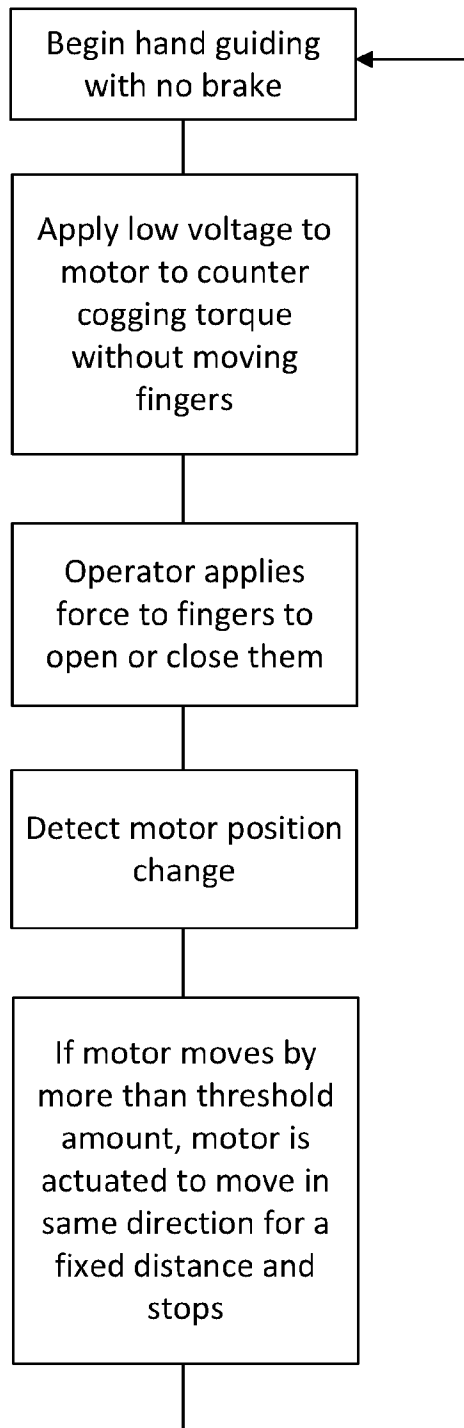 Begin hand guiding
with no brake
Apply low voltage to
motor to counter
cogging torque
without moving
fingers
Operator applies
force to fingers to
open or close them
Detect motor position
change
If motor moves by
more than threshold
amount, motor is
actuated to move in
same direction for a
fixed distance and
stops